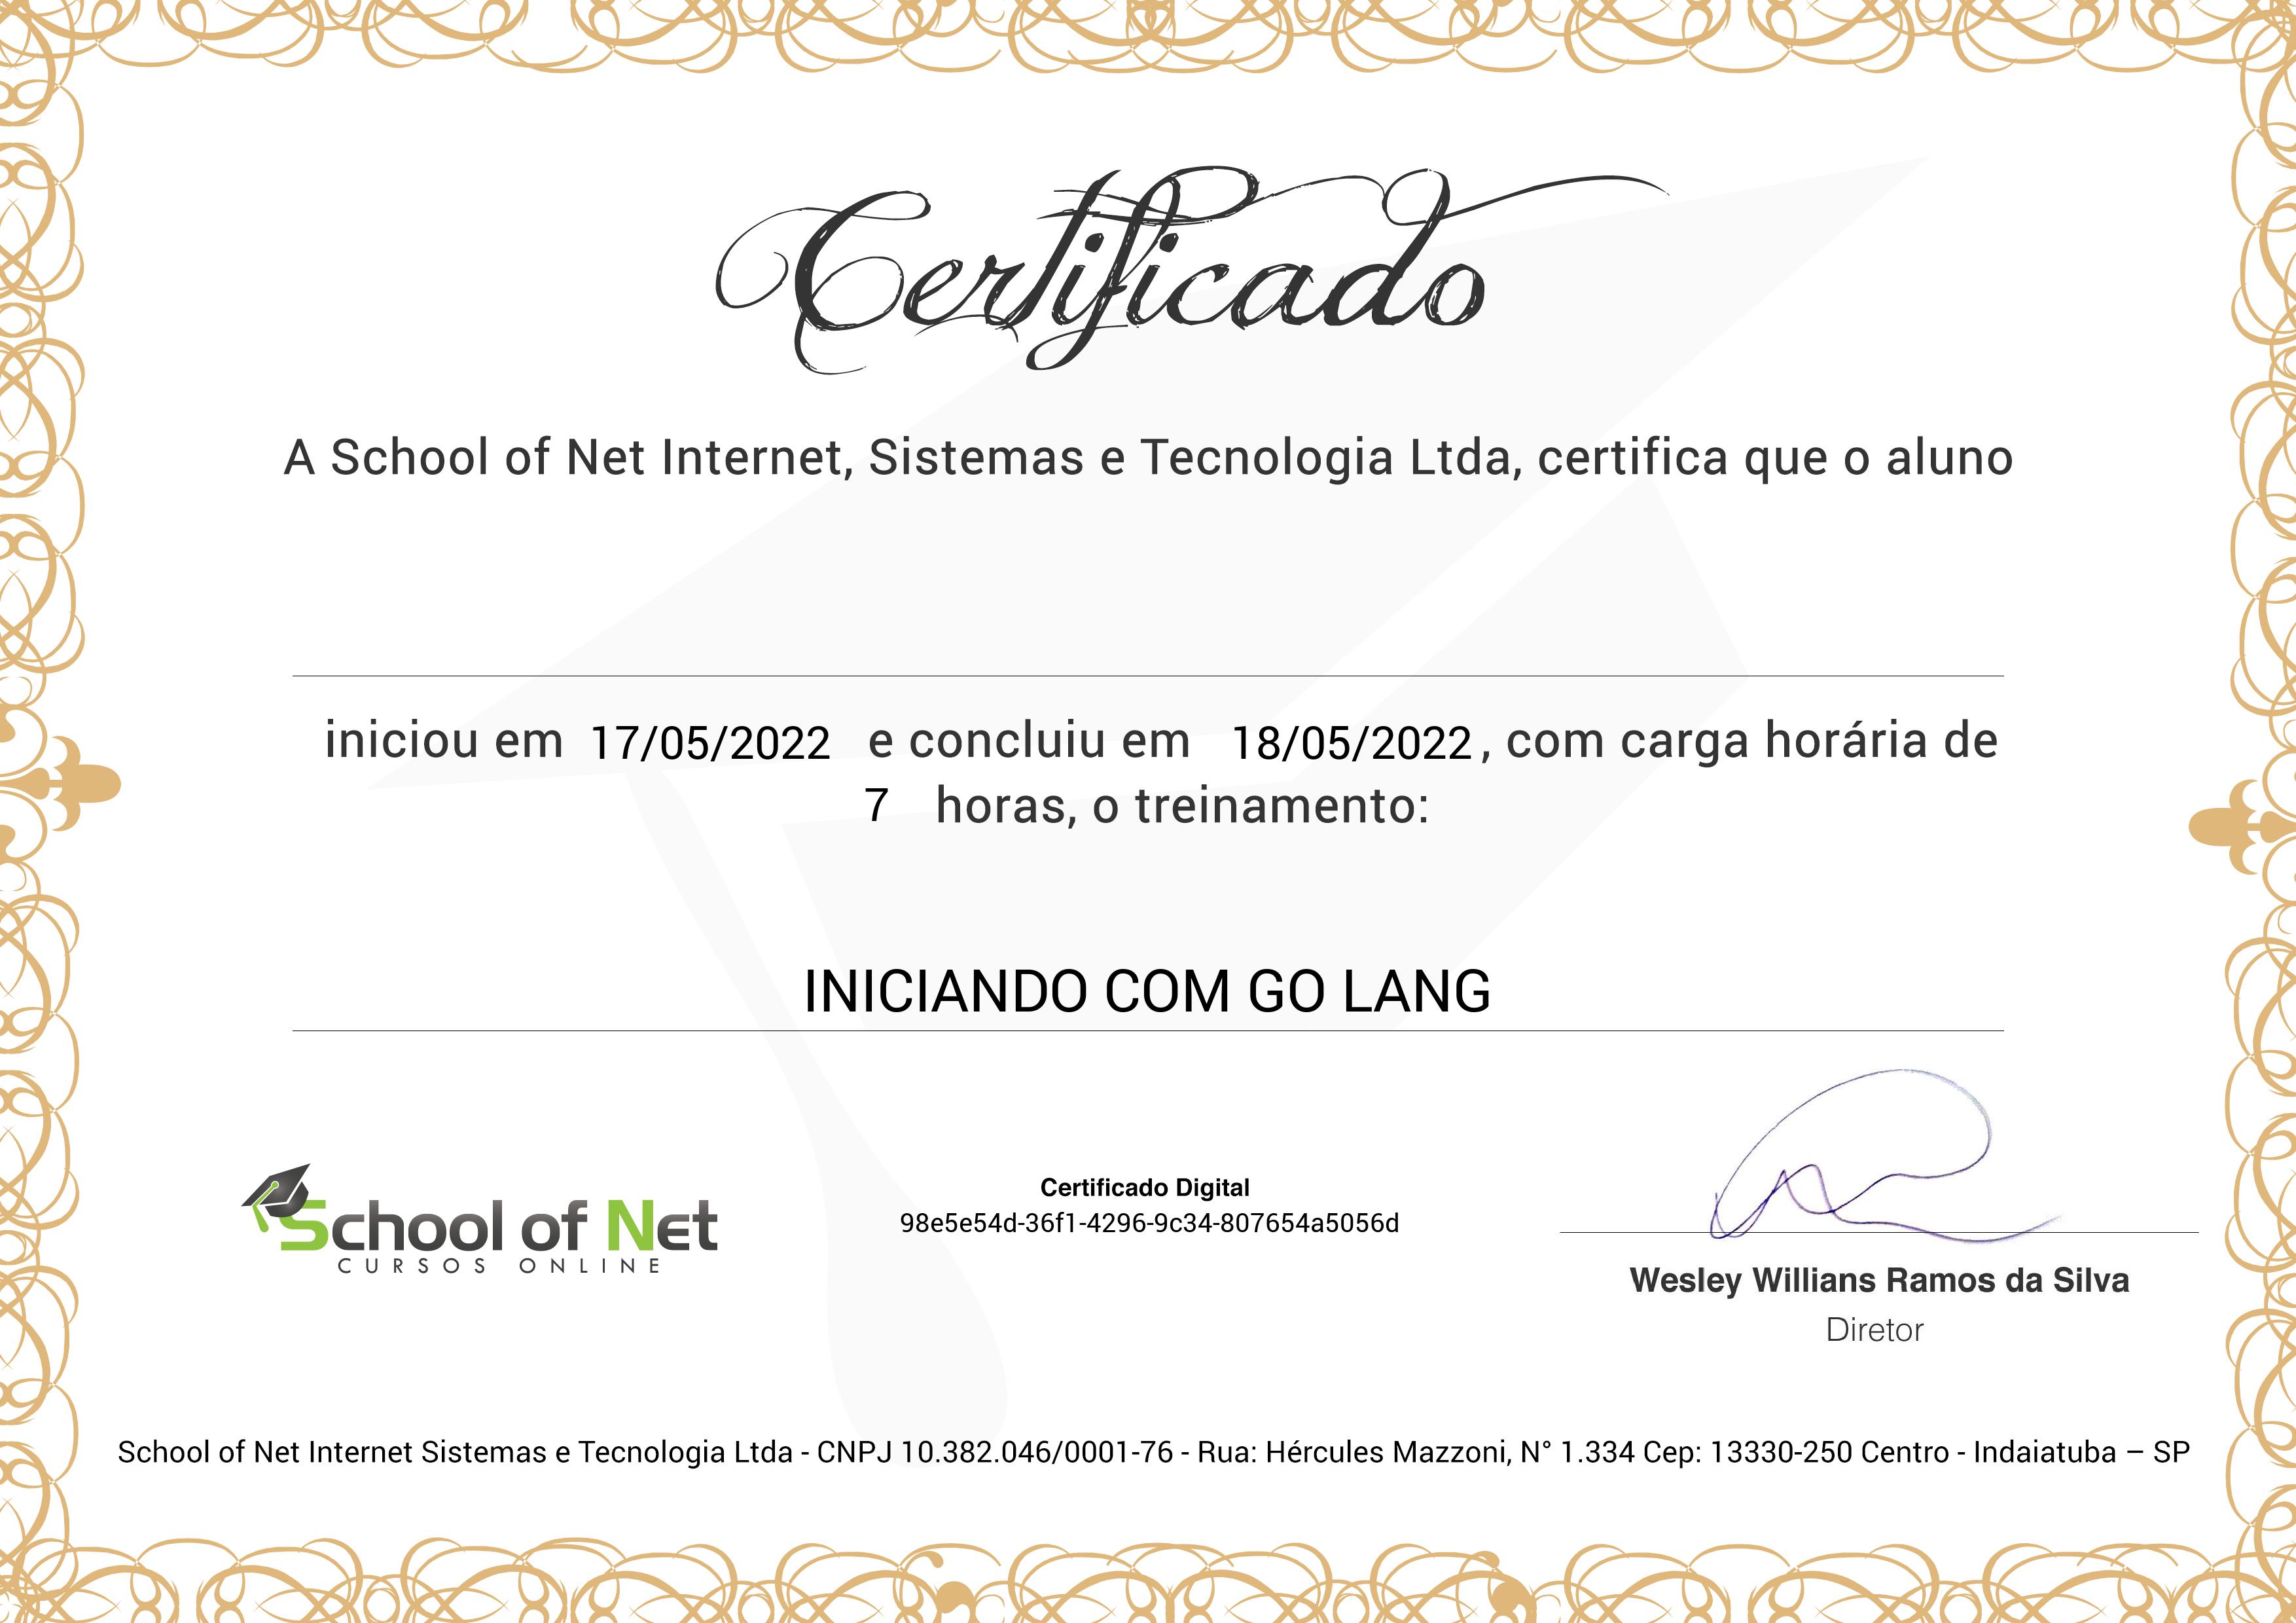 Certificado
A School of Net Internet, Sistemas e Tecnologia Ltda, certifica que o aluno
iniciou em 17/05/2022 e concluiu em 18/05/2022, com carga horária de
7 horas, o treinamento:
INICIANDO COM GO LANG
School of Net
CURSOS ONLINE
Certificado Digital
98e5e54d-36f1-4296-9c34-807654a5056d
Wesley Willians Ramos da Silva
Diretor
School of Net Internet Sistemas e Tecnologia Ltda - CNPJ 10.382.046/0001-76 - Rua: Hércules Mazzoni, N° 1.334 Cep: 13330-250 Centro - Indaiatuba – SP